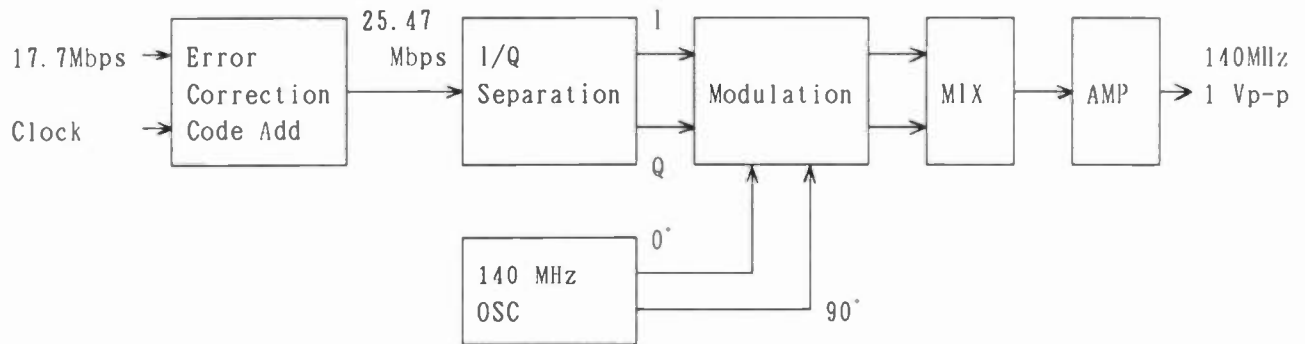 17.7Mbps
Clock
Error
Correction
Code Add
25.47
Mbps
I/Q
Separation
I
Q
Modulation
MIX
AMP
140MHz
1 Vp-p
140 MHz
OSC
0°
90°